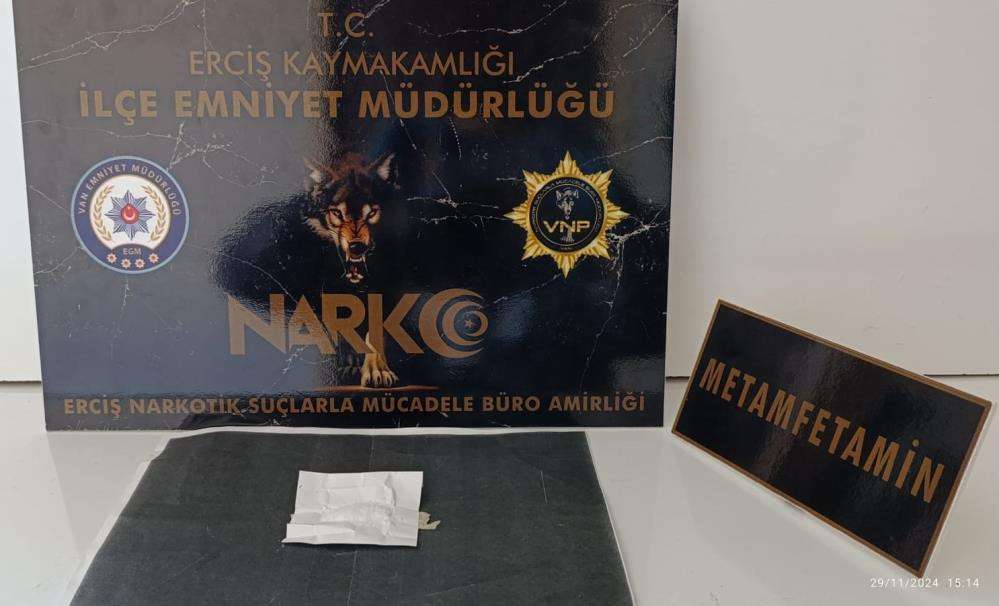 T.C.
ERCİŞ KAYMAKAMLIĞI
İLÇE EMNİYET MÜDÜRLÜĞÜ
VAN EMNİYET MÜDÜRLÜĞÜ
EGM
VNP
NARKO
ERCİŞ NARKOTİK SUÇLARLA MÜCADELE BÜRO AMİRLİĞİ
METAMFETAMİN
29/11/2024 15:14